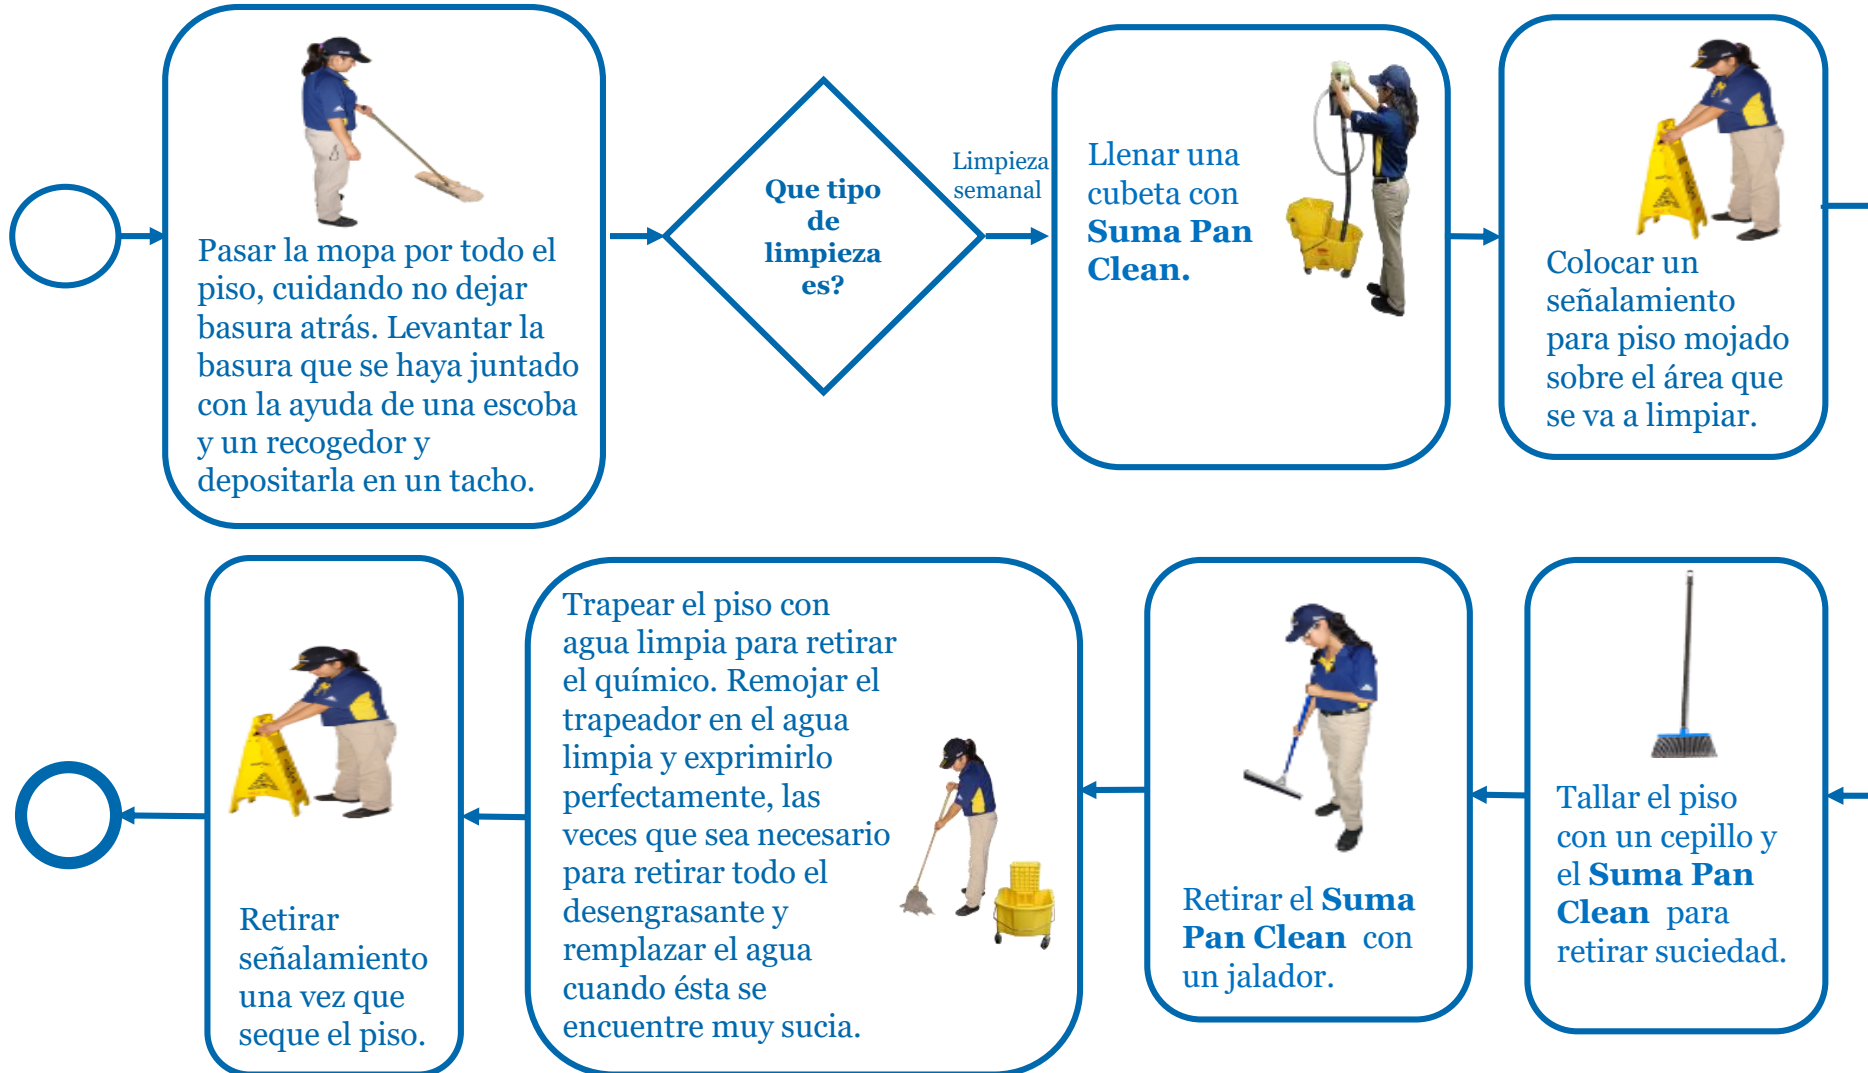 Pasar la mopa por todo el
piso, cuidando no dejar
basura atrás. Levantar la
basura que se haya juntado
con la ayuda de una escoba
y un recogedor y
depositarla en un tacho.
Que tipo
de
limpieza
es?
Limpieza
semanal
Llenar una
cubeta con
Suma Pan
Clean.
Colocar un
señalamiento
para piso mojado
sobre el área que
se va a limpiar.
Tallar el piso
con un cepillo y
el Suma Pan
Clean para
retirar suciedad.
Retirar el Suma
Pan Clean con
un jalador.
Trapear el piso con
agua limpia para retirar
el químico. Remojar el
trapeador en el agua
limpia y exprimirlo
perfectamente, las
veces que sea necesario
para retirar todo el
desengrasante y
remplazar el agua
cuando ésta se
encuentre muy sucia.
Retirar
señalamiento
una vez que
seque el piso.